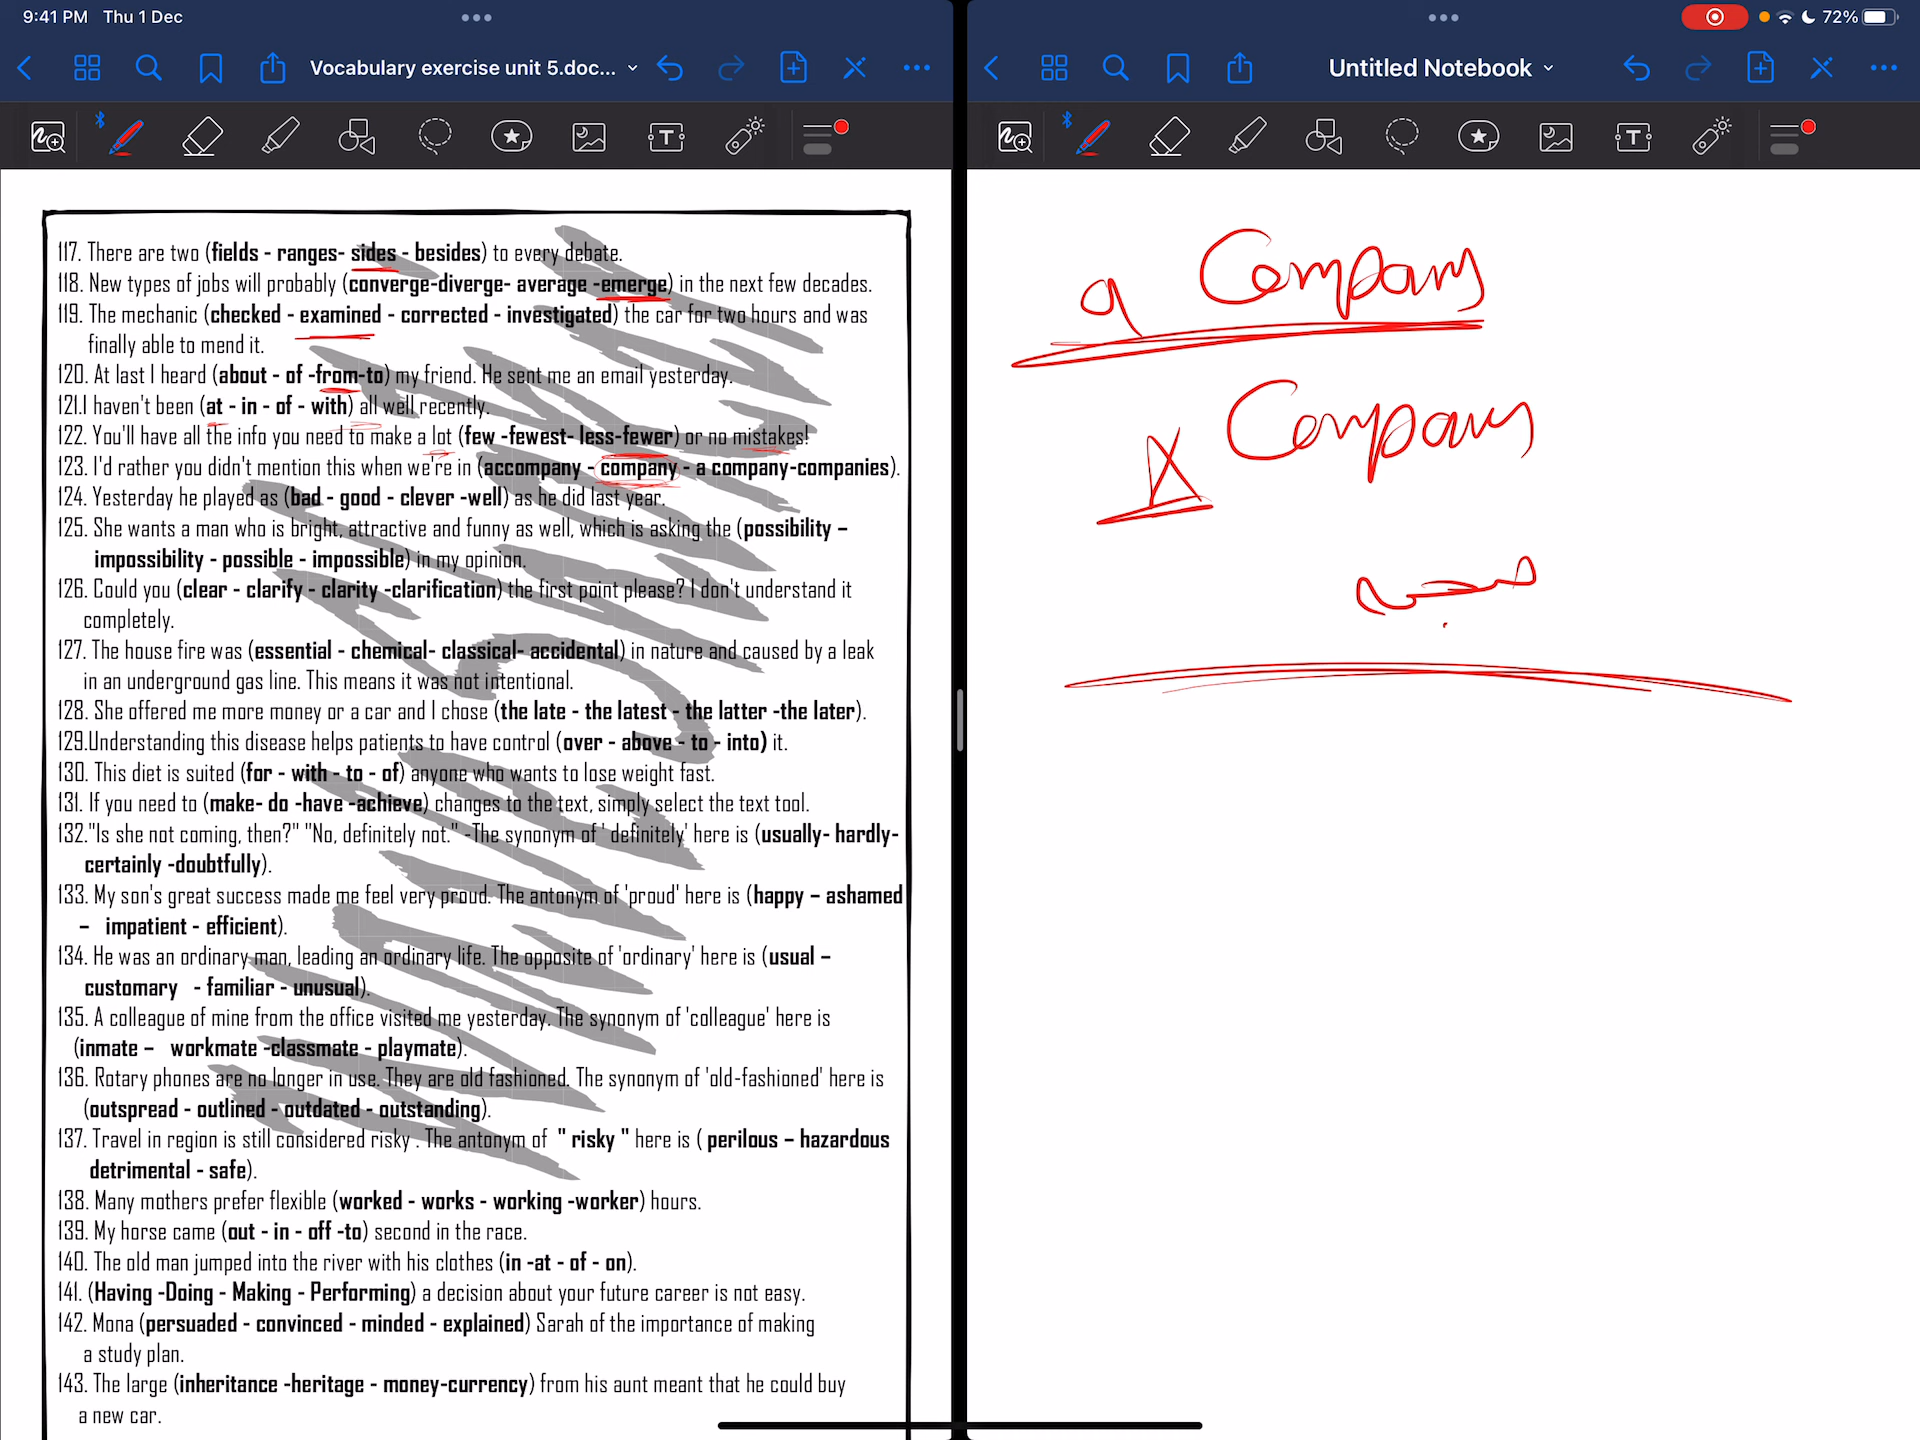 9:41 PM Thu 1 Dec
72%
Vocabulary exercise unit 5.doc...
Untitled Notebook
117. There are two (fields - ranges- sides - besides) to every debate.
118. New types of jobs will probably (converge-diverge- average -emerge) in the next few decades.
119. The mechanic (checked - examined - corrected - investigated) the car for two hours and was
finally able to mend it.
120. At last I heard (about - of -from-to) my friend. He sent me an email yesterday.
121.I haven't been (at - in - of - with) all well recently.
122. You'll have all the info you need to make a lot (few -fewest- less-fewer) or no mistakes!
123. I'd rather you didn't mention this when we're in (accompany - company - a company-companies).
124. Yesterday he played as (bad - good - clever -well) as he did last year.
125. She wants a man who is bright, attractive and funny as well, which is asking the (possibility –
impossibility - possible - impossible) in my opinion.
126. Could you (clear - clarify - clarity -clarification) the first point please? I don't understand it
completely.
127. The house fire was (essential - chemical- classical- accidental) in nature and caused by a leak
in an underground gas line. This means it was not intentional.
128. She offered me more money or a car and I chose (the late - the latest - the latter -the later).
129.Understanding this disease helps patients to have control (over - above - to - into) it.
130. This diet is suited (for - with - to - of) anyone who wants to lose weight fast.
131. If you need to (make- do -have -achieve) changes to the text, simply select the text tool.
132."Is she not coming, then?" "No, definitely not." -The synonym of ' definitely' here is (usually- hardly-
certainly -doubtfully).
133. My son's great success made me feel very proud. The antonym of 'proud' here is (happy – ashamed
– impatient - efficient).
134. He was an ordinary man, leading an ordinary life. The opposite of 'ordinary' here is (usual –
customary - familiar - unusual).
135. A colleague of mine from the office visited me yesterday. The synonym of 'colleague' here is
(inmate – workmate -classmate - playmate).
136. Rotary phones are no longer in use. They are old fashioned. The synonym of 'old-fashioned' here is
(outspread - outlined - outdated - outstanding).
137. Travel in region is still considered risky . The antonym of " risky " here is ( perilous – hazardous
detrimental - safe).
138. Many mothers prefer flexible (worked - works - working -worker) hours.
139. My horse came (out - in - off -to) second in the race.
140. The old man jumped into the river with his clothes (in -at - of - on).
141. (Having -Doing - Making - Performing) a decision about your future career is not easy.
142. Mona (persuaded - convinced - minded - explained) Sarah of the importance of making
a study plan.
143. The large (inheritance -heritage - money-currency) from his aunt meant that he could buy
a new car.
a Company
Company